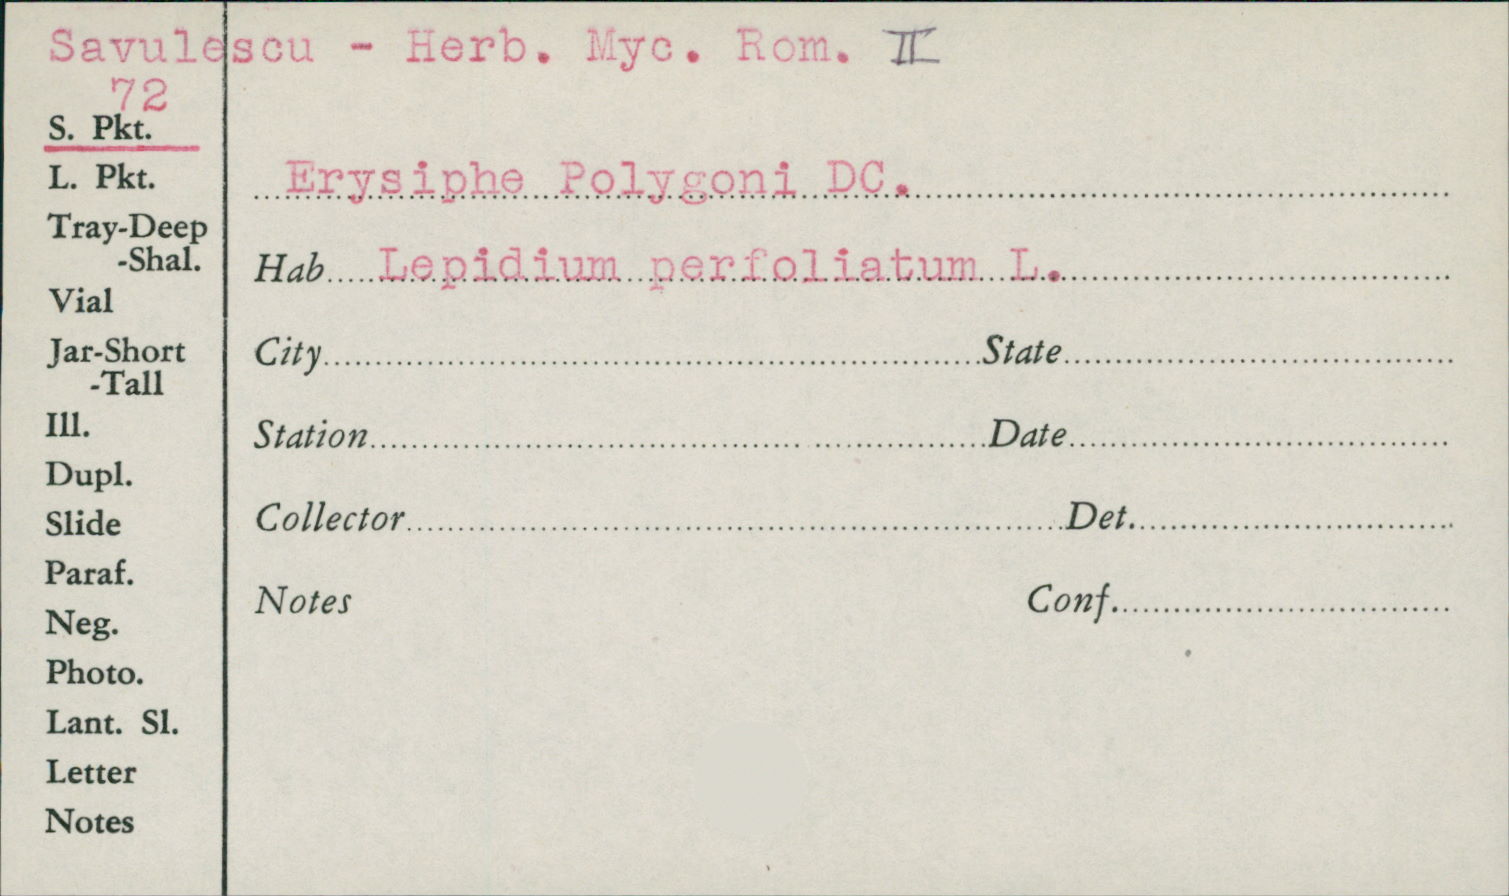 Savulescu - Herb. Myc. Rom. II
72
S. Pkt.
L. Pkt.
Tray-Deep
-Shal.
Vial
Jar-Short
-Tall
Ill.
Dupl.
Slide
Paraf.
Neg.
Photo.
Lant. Sl.
Letter
Notes
Erysiphe Polygoni DC.
Hab Lepidium perfoliatum L.
City State
Station Date
Collector Det.
Notes Conf.